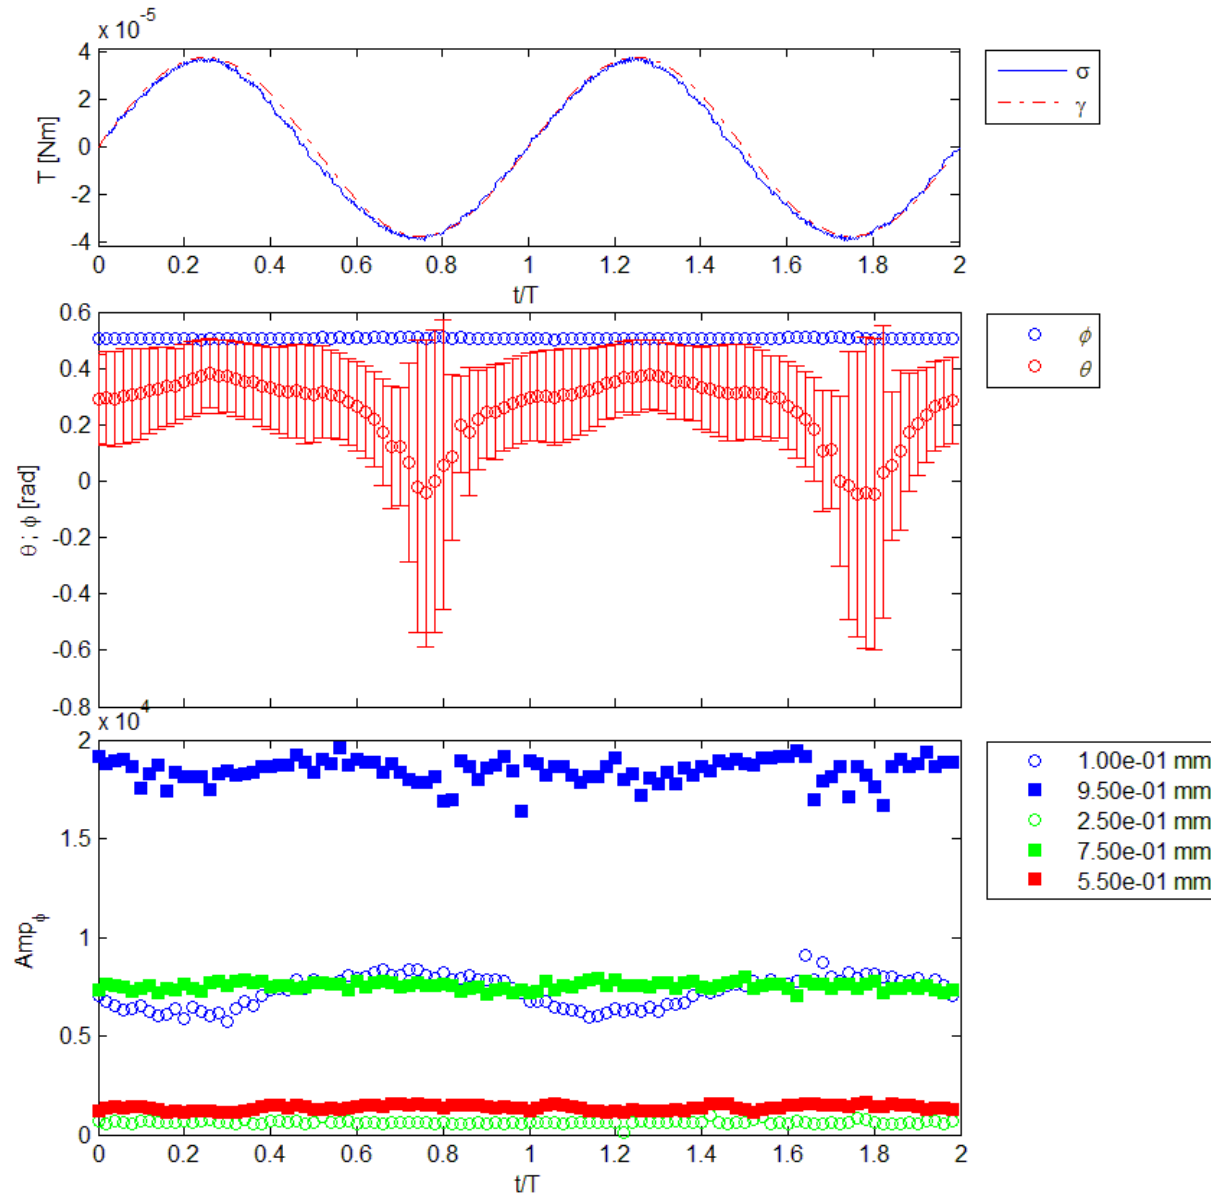 x 10^-5
4
2
0
-2
-4
T [Nm]
0 0.2 0.4 0.6 0.8 1 1.2 1.4 1.6 1.8 2
t/T
σ
γ
0.6
0.4
0.2
0
-0.2
-0.4
-0.6
-0.8
θ ; ϕ [rad]
ϕ
θ
x 10^4
2
1.5
1
0.5
0
Amp_ϕ
0 0.2 0.4 0.6 0.8 1 1.2 1.4 1.6 1.8 2
t/T
1.00e-01 mm
9.50e-01 mm
2.50e-01 mm
7.50e-01 mm
5.50e-01 mm